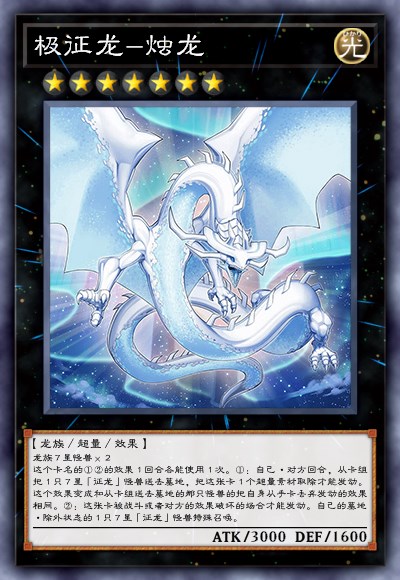 极征龙-烛龙
光
【龙族／超量／效果】
龙族７星怪兽×２
这个卡名的①②的效果１回合各能使用１次。①：自己·对方回合，从卡组
把１只７星「征龙」怪兽送去墓地，把这张卡１个超量素材取除才能发动。
这个效果变成和从卡组送去墓地的那只怪兽的把自身从手卡丢弃发动的效果
相同。②：这张卡被战斗或者对方的效果破坏的场合才能发动。自己的墓地
·除外状态的１只７星「征龙」怪兽特殊召唤。
ATK/3000 DEF/1600